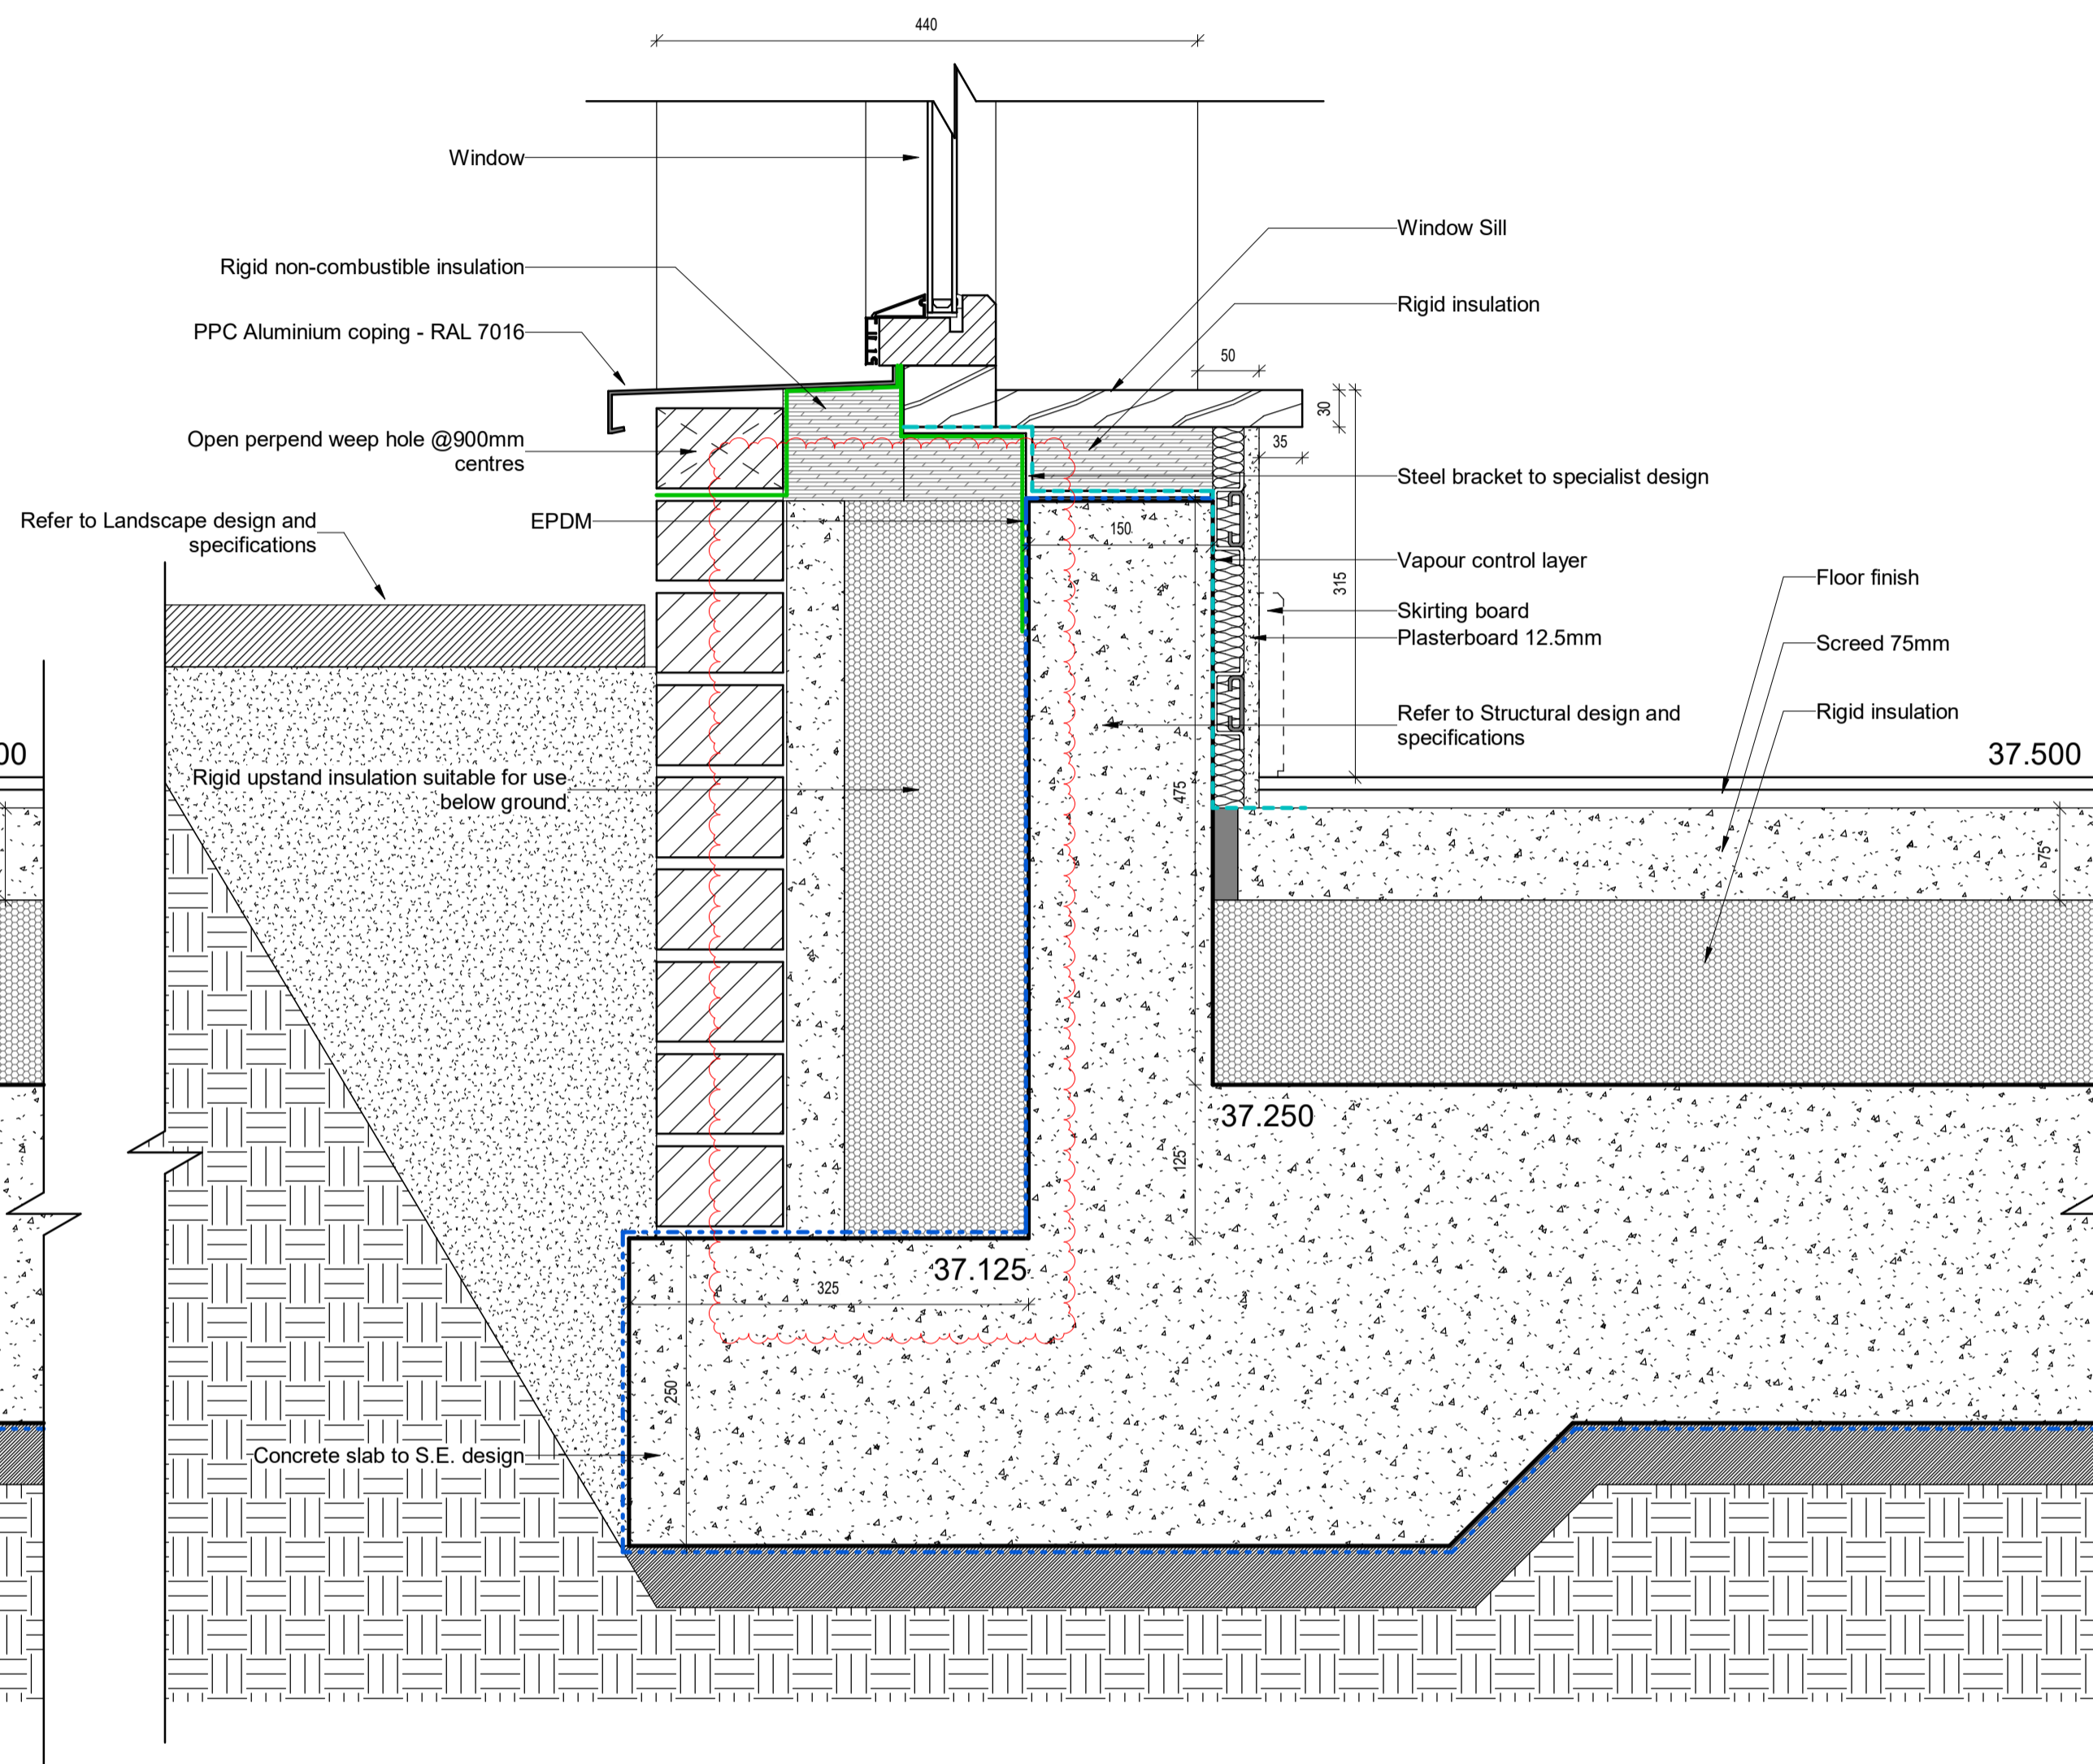 440
Window
Window Sill
Rigid non-combustible insulation
Rigid insulation
PPC Aluminium coping - RAL 7016
50
30
35
Open perpend weep hole @900mm
centres
Steel bracket to specialist design
Refer to Landscape design and
specifications
EPDM
150
Vapour control layer
315
Floor finish
Skirting board
Plasterboard 12.5mm
Screed 75mm
Refer to Structural design and
specifications
Rigid insulation
00
37.500
Rigid upstand insulation suitable for use
below ground
475
75
37.250
125
37.125
325
250
Concrete slab to S.E. design